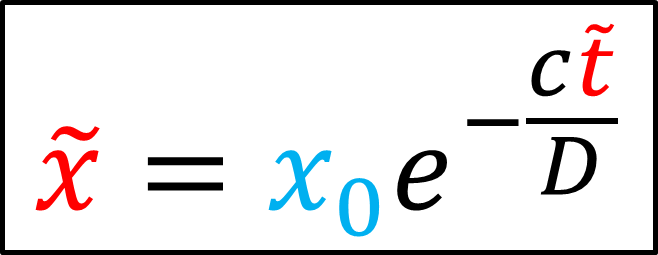 x̃ = x₀e^(−ct̃/D)